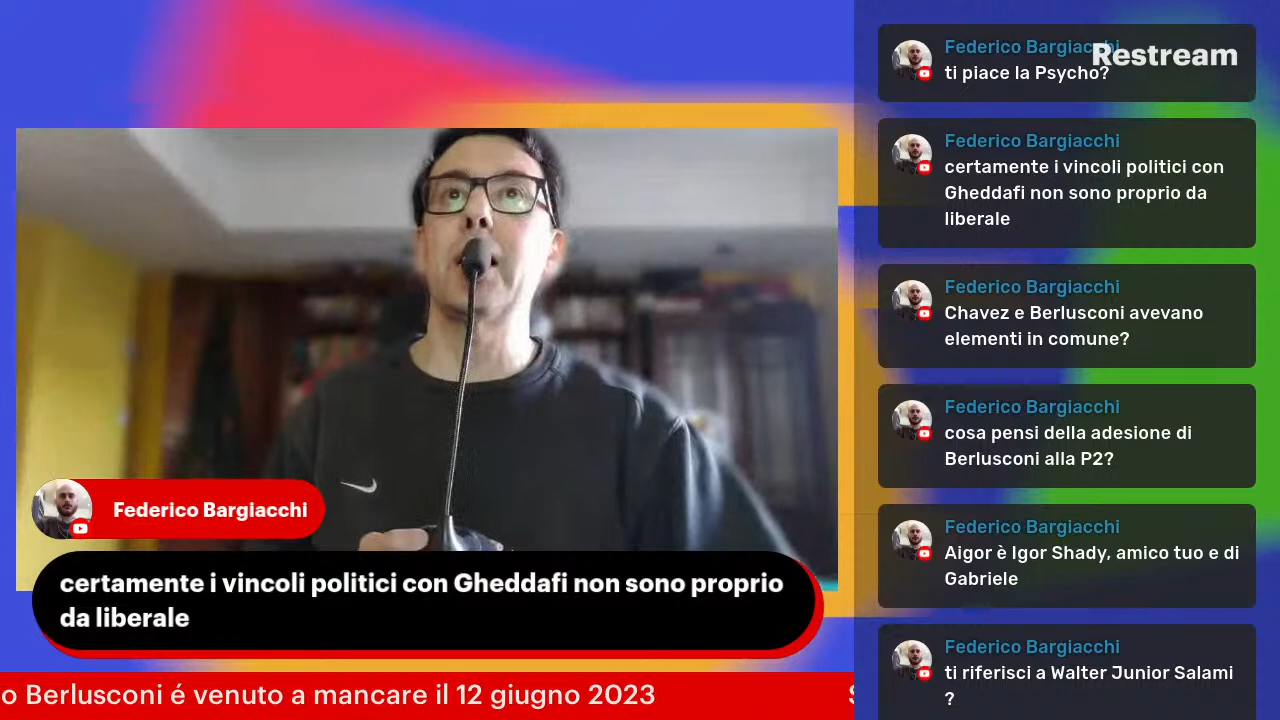 Federico Bargiacchi
certamente i vincoli politici con Gheddafi non sono proprio
da liberale
o Berlusconi é venuto a mancare il 12 giugno 2023
Restream
Federico Bargiacchi
ti piace la Psycho?
Federico Bargiacchi
certamente i vincoli politici con
Gheddafi non sono proprio da
liberale
Federico Bargiacchi
Chavez e Berlusconi avevano
elementi in comune?
Federico Bargiacchi
cosa pensi della adesione di
Berlusconi alla P2?
Federico Bargiacchi
Aigor è Igor Shady, amico tuo e di
Gabriele
Federico Bargiacchi
ti riferisci a Walter Junior Salami
?